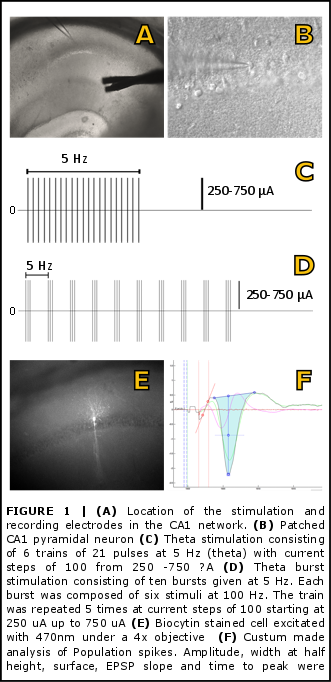 A
B
5 Hz
C
0
250-750 µA
5 Hz
D
0
250-750 µA
E
F
FIGURE 1 | (A) Location of the stimulation and
recording electrodes in the CA1 network. (B) Patched
CA1 pyramidal neuron (C) Theta stimulation consisting
of 6 trains of 21 pulses at 5 Hz (theta) with current
steps of 100 from 250 -750 ?A (D) Theta burst
stimulation consisting of ten bursts given at 5 Hz. Each
burst was composed of six stimuli at 100 Hz. The train
was repeated 5 times at current steps of 100 starting at
250 uA up to 750 uA (E) Biocytin stained cell excitated
with 470nm under a 4x objective (F) Custum made
analysis of Population spikes. Amplitude, width at half
height, surface, EPSP slope and time to peak were